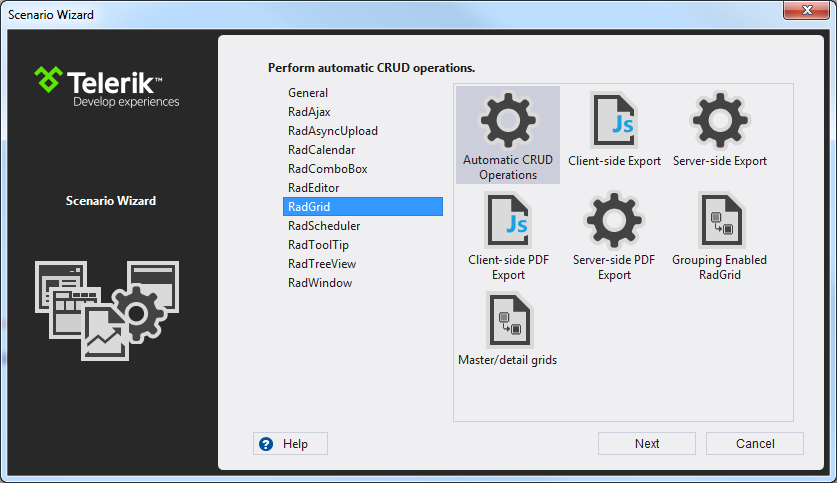 Scenario Wizard
Telerik™
Develop experiences
Scenario Wizard
Perform automatic CRUD operations.
General
RadAjax
RadAsyncUpload
RadCalendar
RadComboBox
RadEditor
RadGrid
RadScheduler
RadToolTip
RadTreeView
RadWindow
Automatic CRUD
Operations
Js
Client-side Export
Server-side Export
Js
Client-side PDF
Export
Server-side PDF
Export
Grouping Enabled
RadGrid
Master/detail grids
? Help
Next
Cancel